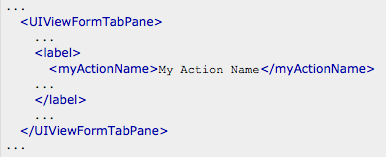 ...
<UIViewFormTabPane>
...
<label>
<myActionName>My Action Name</myActionName>
...
</label>
...
</UIViewFormTabPane>
...